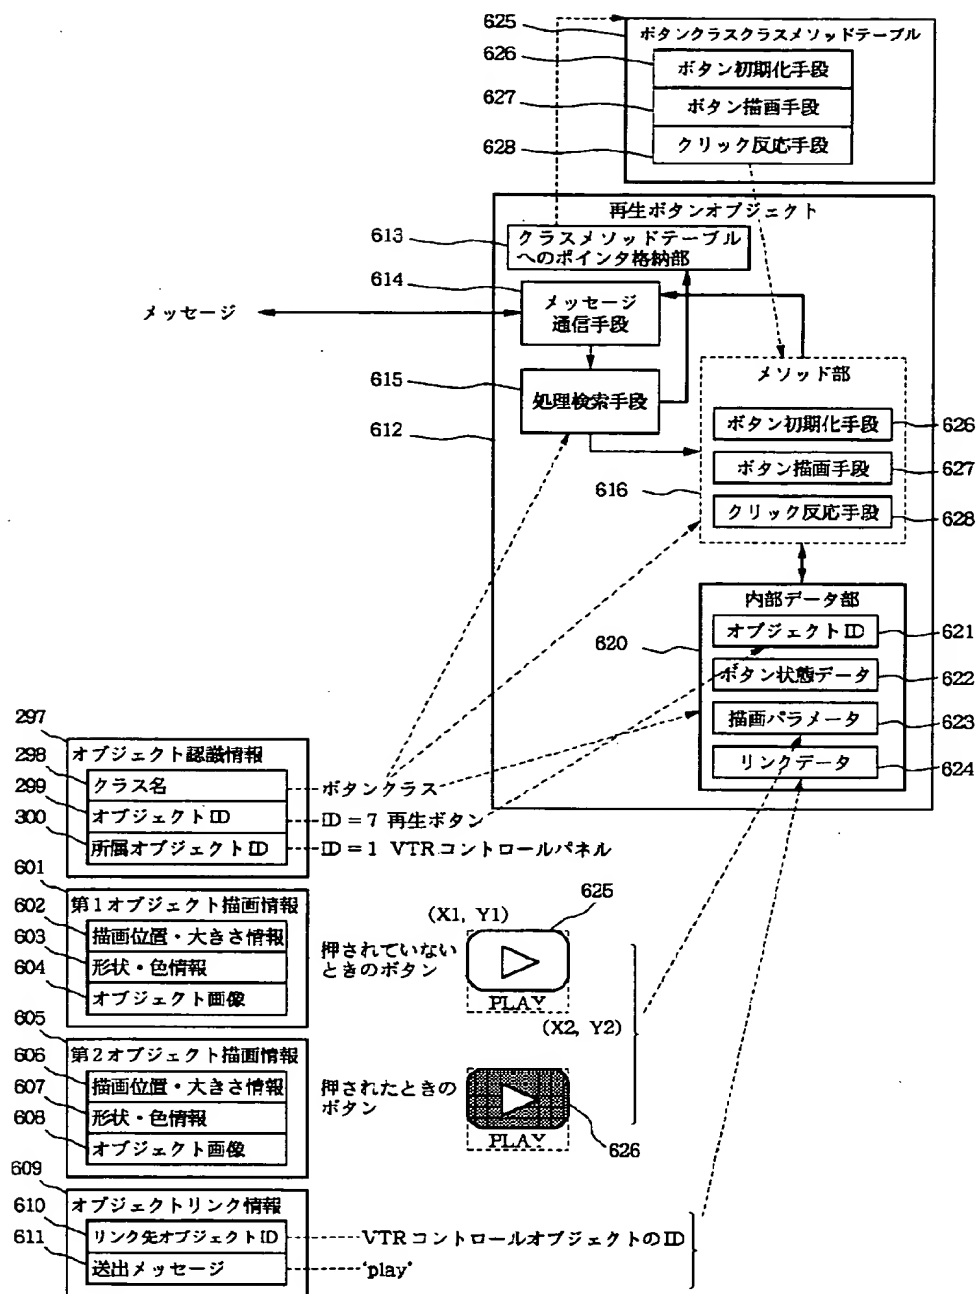 625
ボタンクラスクラスメソッドテーブル
626
ボタン初期化手段
627
ボタン描画手段
628
クリック反応手段
再生ボタンオブジェクト
613
クラスメソッドテーブル
へのポインタ格納部
614
メッセージ
通信手段
メッセージ
615
処理検索手段
612
メソッド部
ボタン初期化手段
626
ボタン描画手段
627
616
クリック反応手段
628
内部データ部
620
オブジェクトID
621
ボタン状態データ
622
描画パラメータ
623
リンクデータ
624
297
オブジェクト認識情報
298
クラス名
ボタンクラス
299
オブジェクトID
ID=7 再生ボタン
300
所属オブジェクトID
ID=1 VTRコントロールパネル
601
第1オブジェクト描画情報
602
描画位置・大きさ情報
603
形状・色情報
604
オブジェクト画像
押されていない
ときのボタン
(X1, Y1)
625
PLAY
(X2, Y2)
605
第2オブジェクト描画情報
606
描画位置・大きさ情報
607
形状・色情報
608
オブジェクト画像
押されたときの
ボタン
PLAY
626
609
オブジェクトリンク情報
610
リンク先オブジェクトID
VTRコントロールオブジェクトのID
611
送出メッセージ
'play'